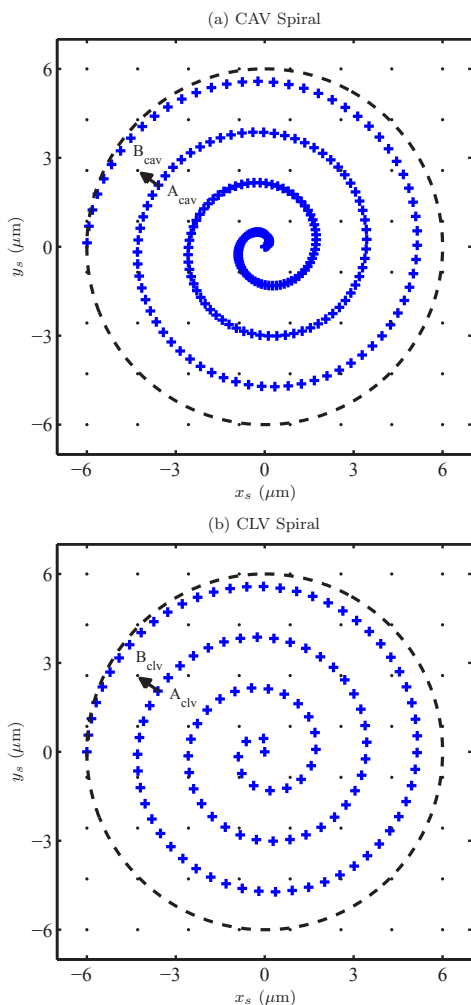 (a) CAV Spiral
6
3
0
−3
−6
y_s (μm)
B_cav
A_cav
−6 −3 0 3 6
x_s (μm)
(b) CLV Spiral
6
3
0
−3
−6
y_s (μm)
B_clv
A_clv
−6 −3 0 3 6
x_s (μm)